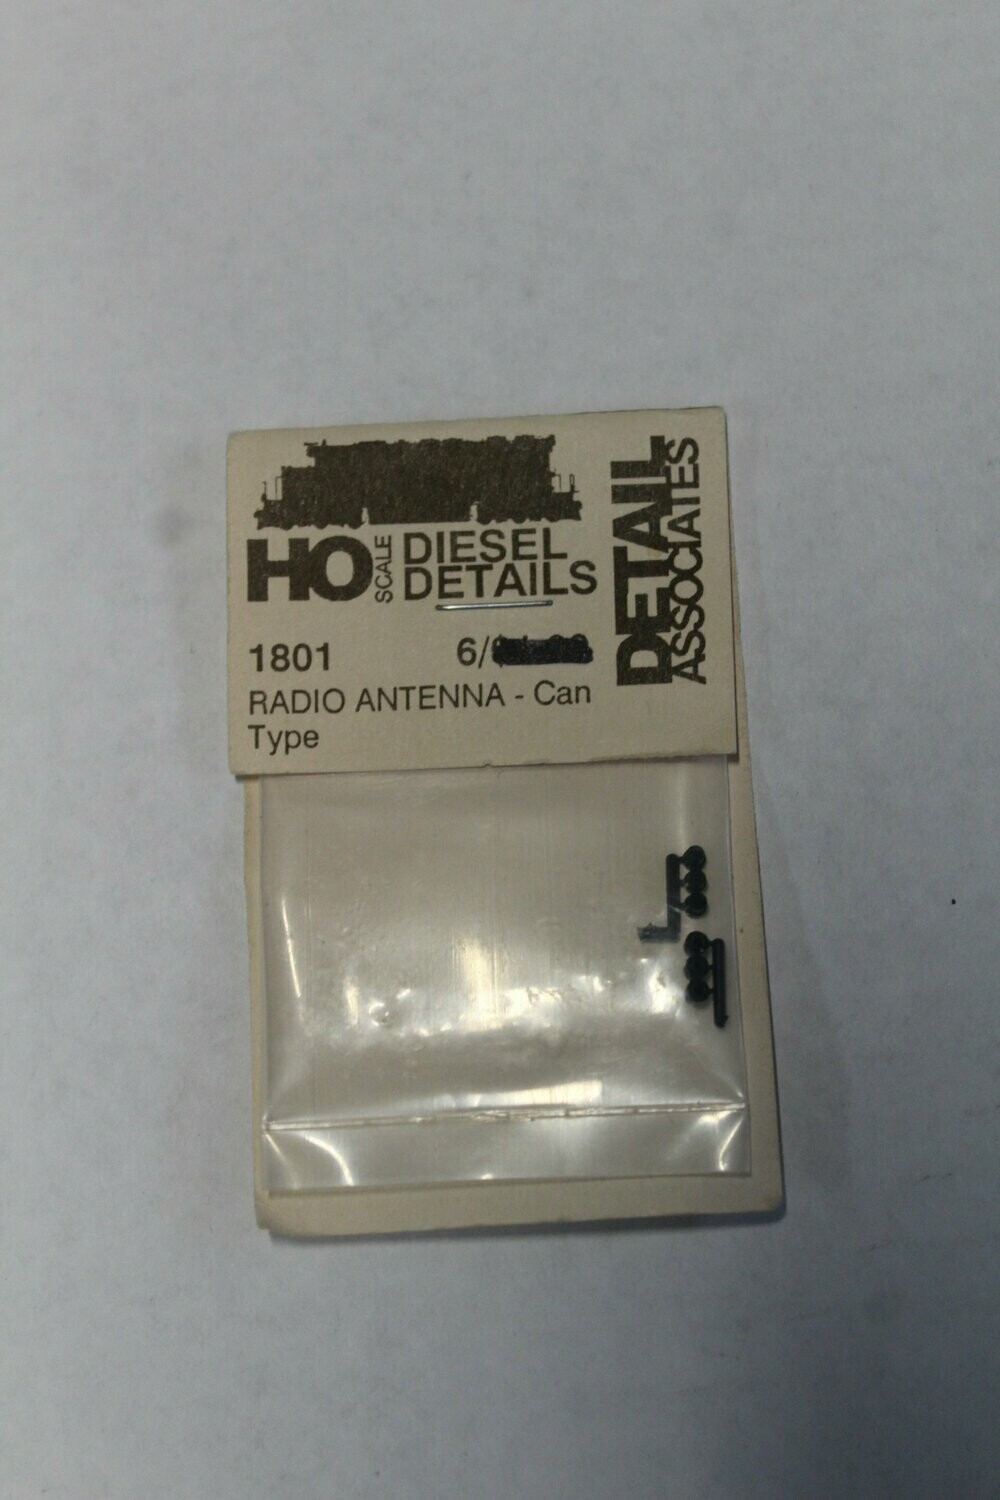 HO SCALE DIESEL
DETAILS
DETAIL
ASSOCIATES
1801 6/
RADIO ANTENNA - Can
Type